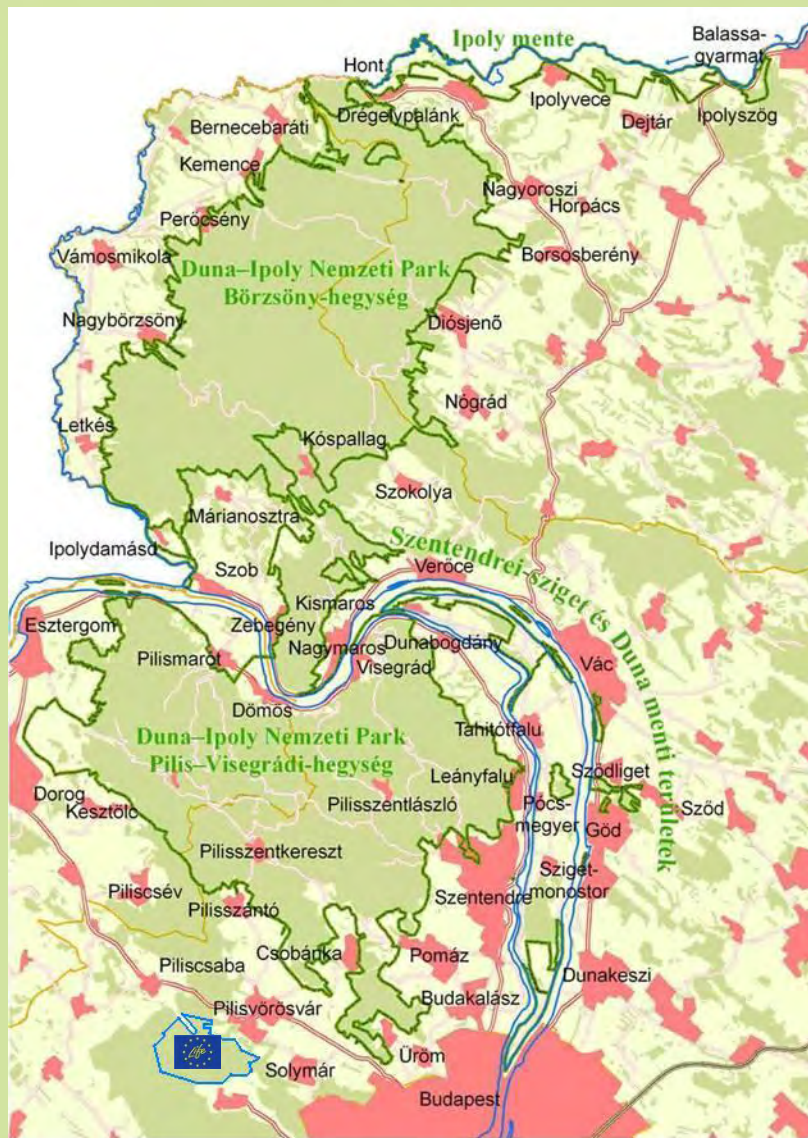 Ipoly mente
Balassa-
gyarmat
Hont
Drégelypalánk
Ipolyvece
Dejtár
Ipolyszög
Bernecebaráti
Kemence
Nagyoroszi
Horpács
Perőcsény
Vámosmikola
Borsosberény
Duna–Ipoly Nemzeti Park
Börzsöny-hegység
Nagybörzsöny
Diósjenő
Nógrád
Letkés
Kóspallag
Szokolya
Márianosztra
Ipolydamásd
Szob
Szentendrei-sziget és Duna menti területek
Verőce
Kismaros
Esztergom
Zebegény
Nagymaros
Dunabogdány
Pilismarót
Visegrád
Vác
Dömös
Tahitótfalu
Duna–Ipoly Nemzeti Park
Pilis–Visegrádi-hegység
Leányfalu
Sződliget
Dorog
Kesztölc
Pilisszentlászló
Pócs-
megyer
Sződ
Göd
Pilisszentkereszt
Sziget-
monostor
Piliscsév
Pilisszántó
Szentendre
Csobánka
Pomáz
Piliscsaba
Dunakeszi
Budakalász
Pilisvörösvár
Life
Üröm
Solymár
Budapest